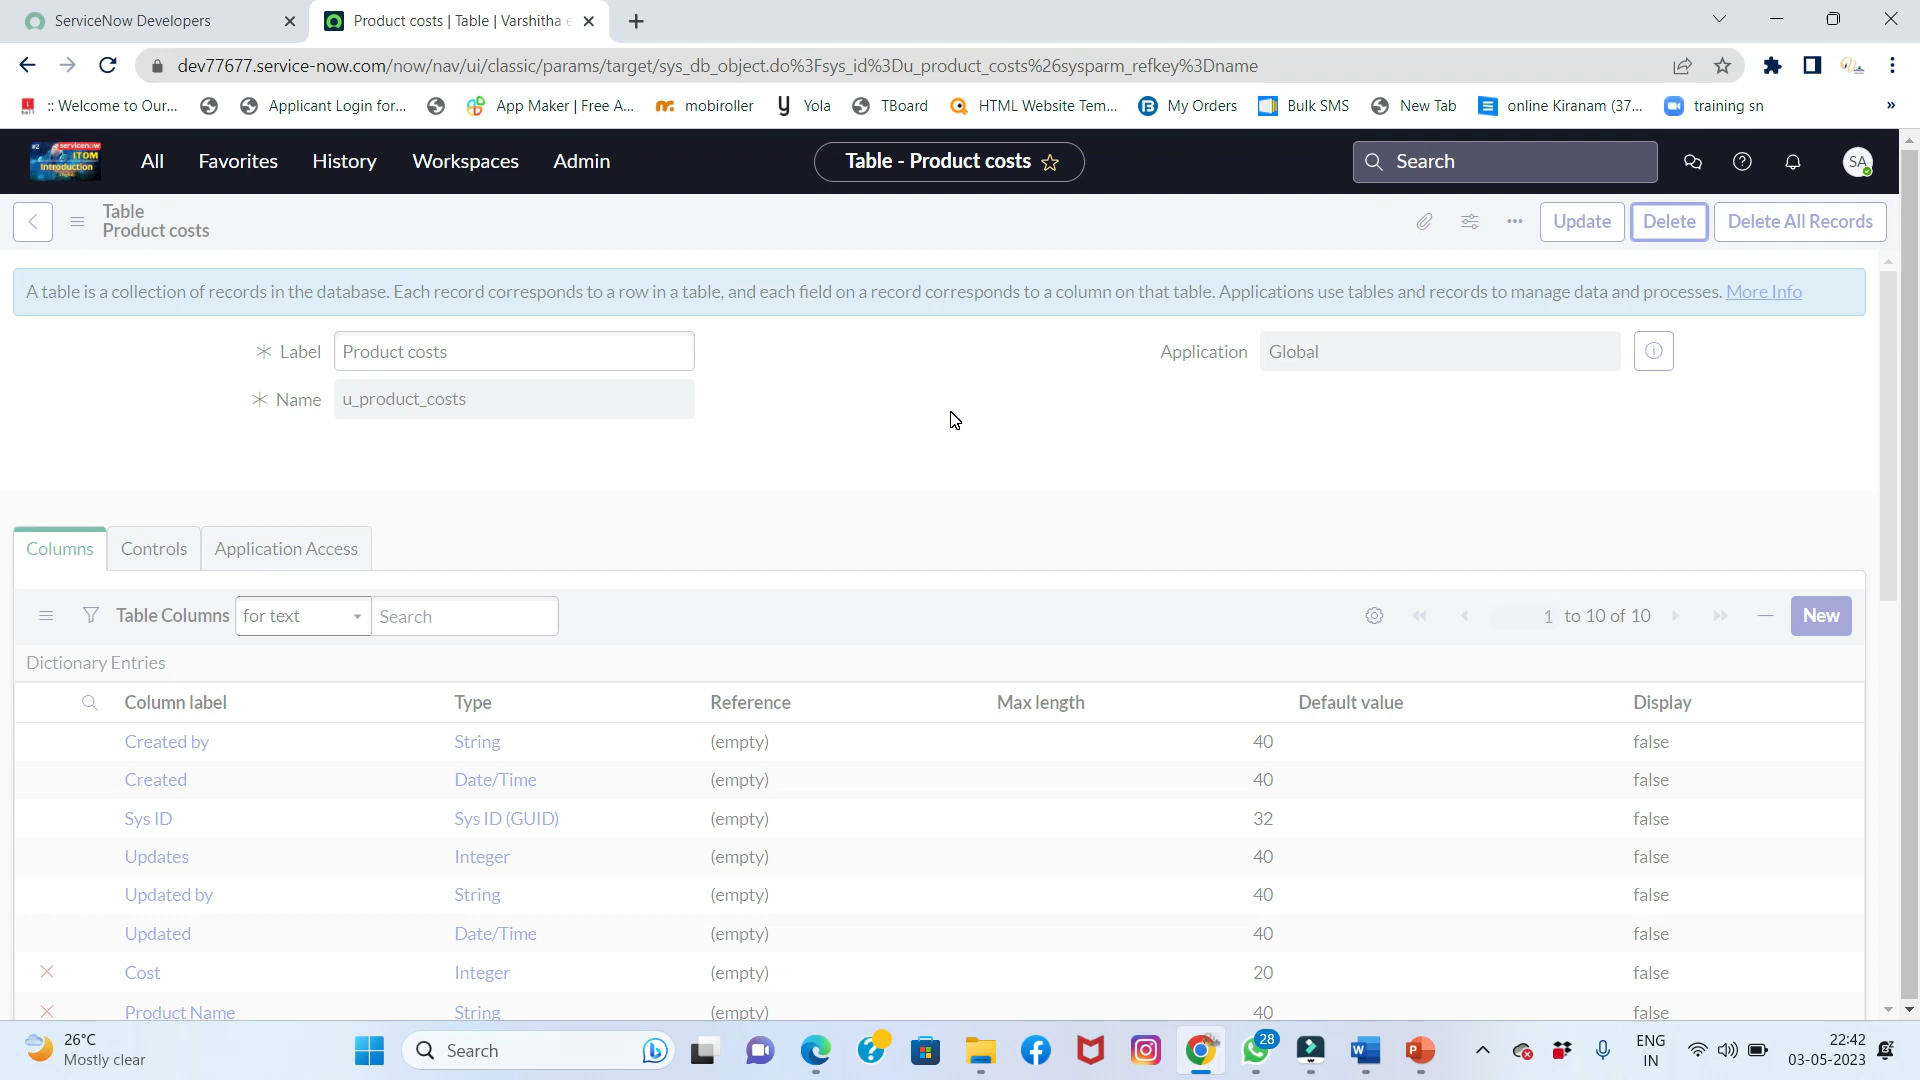 ServiceNow Developers
Product costs | Table | Varshitha
dev77677.service-now.com/now/nav/ui/classic/params/target/sys_db_object.do%3Fsys_id%3Du_product_costs%26sysparm_refkey%3Dname
:: Welcome to Our... Applicant Login for... App Maker | Free A... mobiroller Yola TBoard HTML Website Tem... My Orders Bulk SMS New Tab online Kiranam (37... training sn »
#2 servicenow ITOM Introduction
All Favorites History Workspaces Admin Table - Product costs Search SA
Table
Product costs
Update Delete Delete All Records
A table is a collection of records in the database. Each record corresponds to a row in a table, and each field on a record corresponds to a column on that table. Applications use tables and records to manage data and processes. More Info
Label Product costs Application Global
Name u_product_costs
Columns Controls Application Access
Table Columns for text Search 1 to 10 of 10 New
Dictionary Entries
Column label Type Reference Max length Default value Display
Created by String (empty) 40 false
Created Date/Time (empty) 40 false
Sys ID Sys ID (GUID) (empty) 32 false
Updates Integer (empty) 40 false
Updated by String (empty) 40 false
Updated Date/Time (empty) 40 false
Cost Integer (empty) 20 false
Product Name String (empty) 40 false
26°C
Mostly clear
Search
28
ENG
IN
22:42
03-05-2023